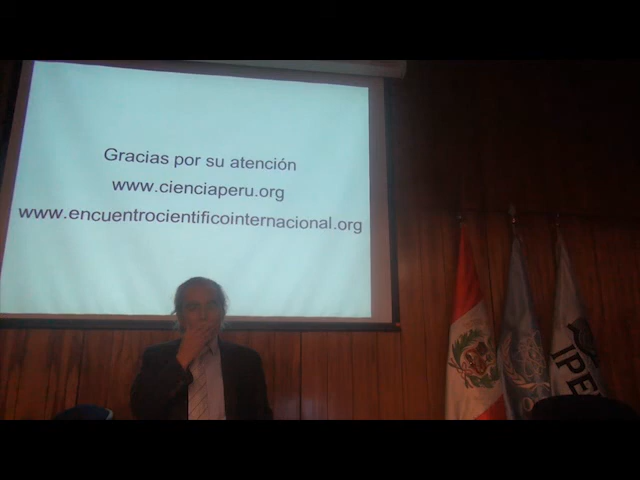 Gracias por su atención
www.cienciaperu.org
www.encuentrocientificointernacional.org
IPE